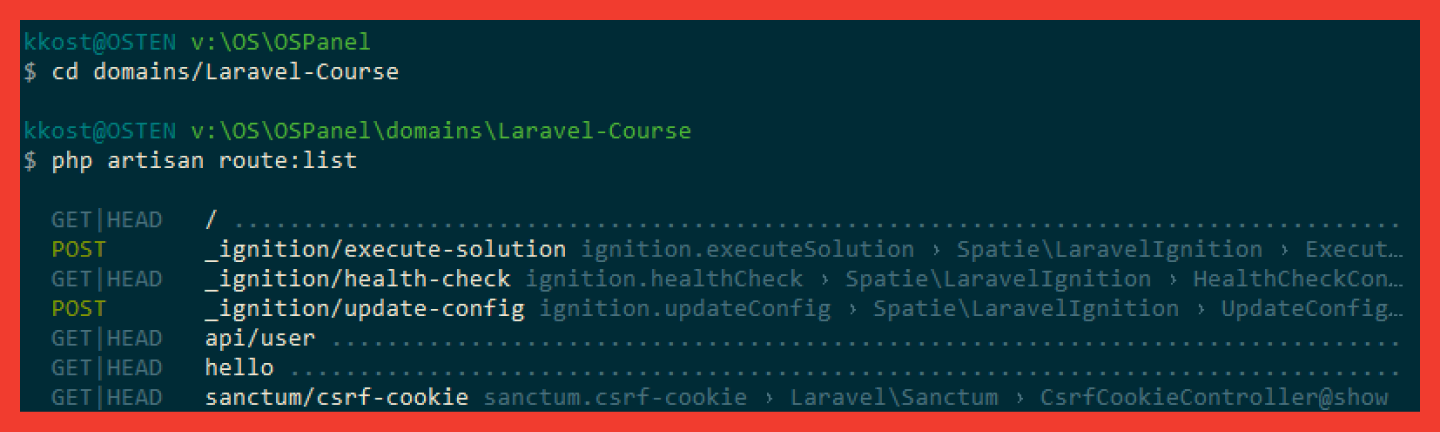 kkost@OSTEN v:\OS\OSPanel
$ cd domains/Laravel-Course
kkost@OSTEN v:\OS\OSPanel\domains\Laravel-Course
$ php artisan route:list
GET|HEAD / ....................................................................................
POST _ignition/execute-solution ignition.executeSolution › Spatie\LaravelIgnition › Execut…
GET|HEAD _ignition/health-check ignition.healthCheck › Spatie\LaravelIgnition › HealthCheckCon…
POST _ignition/update-config ignition.updateConfig › Spatie\LaravelIgnition › UpdateConfig…
GET|HEAD api/user .............................................................................
GET|HEAD hello ................................................................................
GET|HEAD sanctum/csrf-cookie sanctum.csrf-cookie › Laravel\Sanctum › CsrfCookieController@show